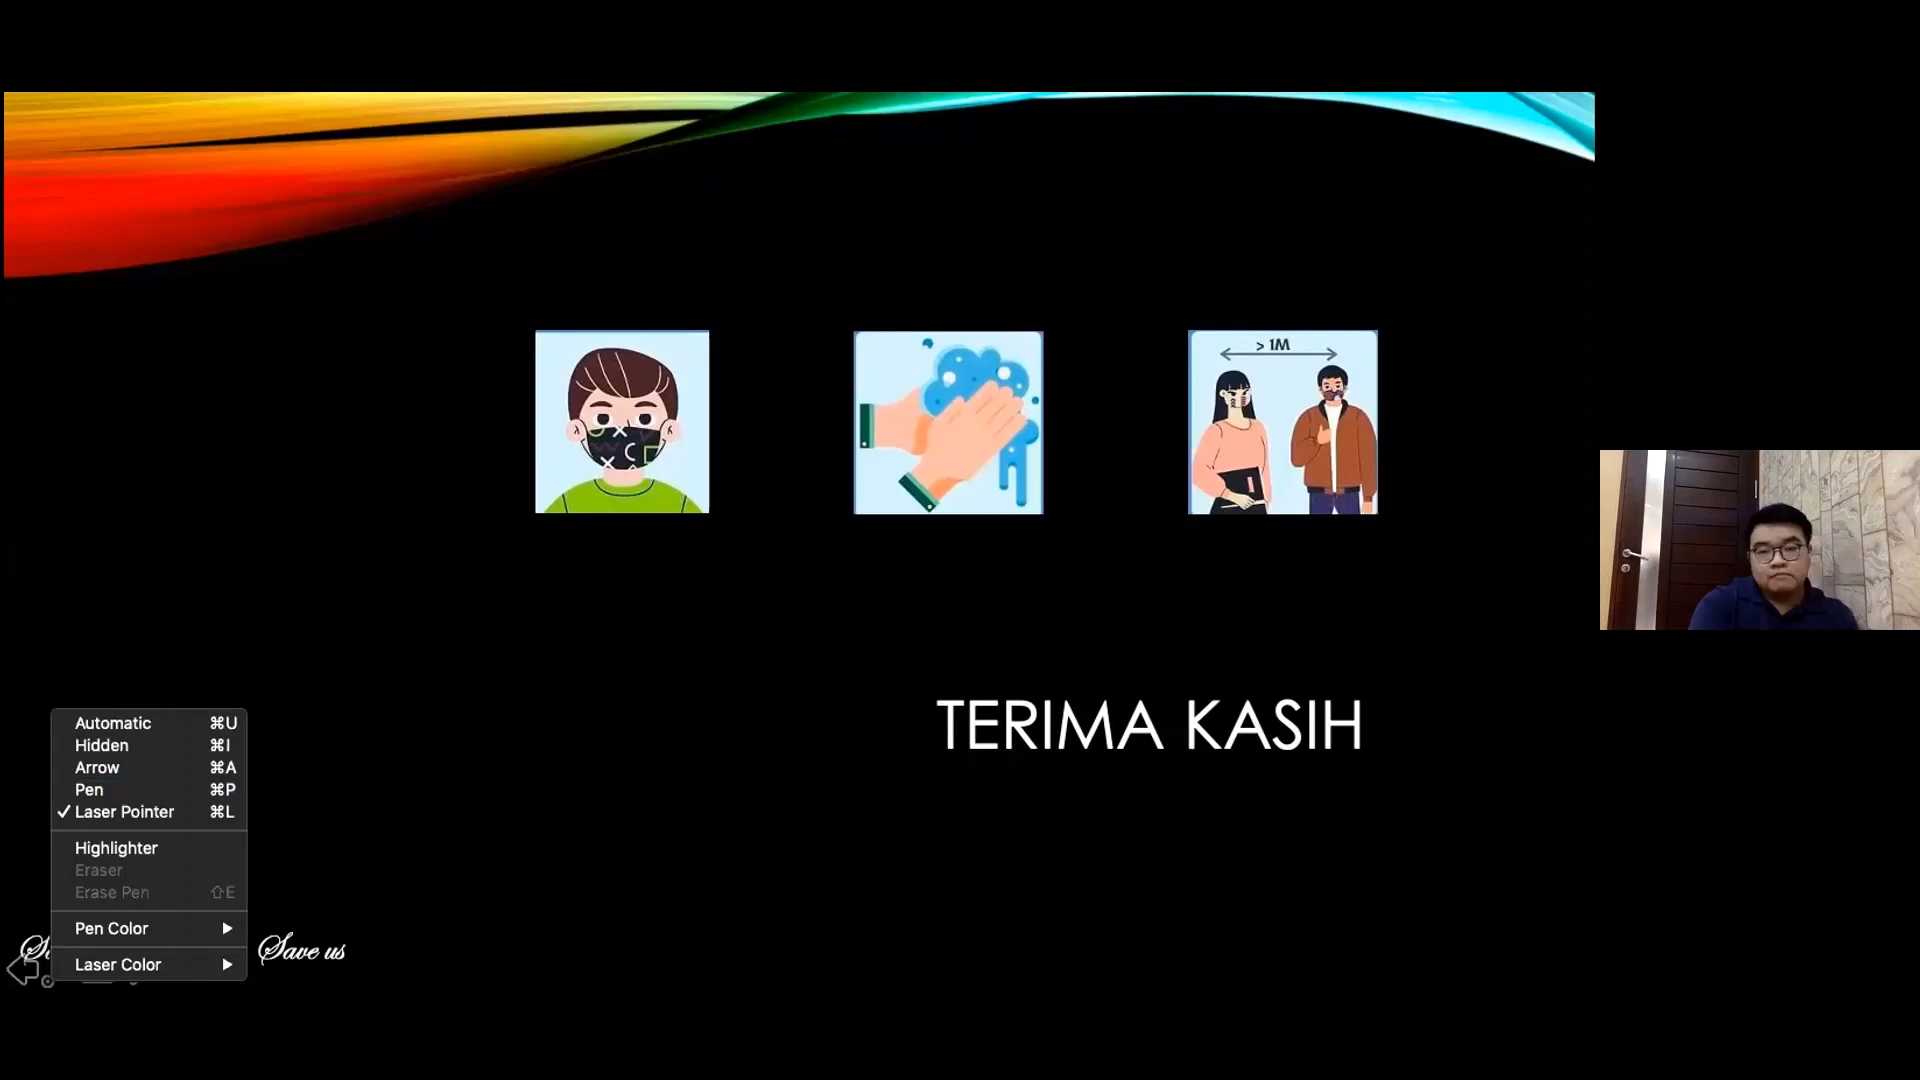 > 1M
TERIMA KASIH
Automatic ⌘U
Hidden ⌘I
Arrow ⌘A
Pen ⌘P
✓ Laser Pointer ⌘L
Highlighter
Eraser
Erase Pen ⇧E
Pen Color ▶
Laser Color ▶
Save us